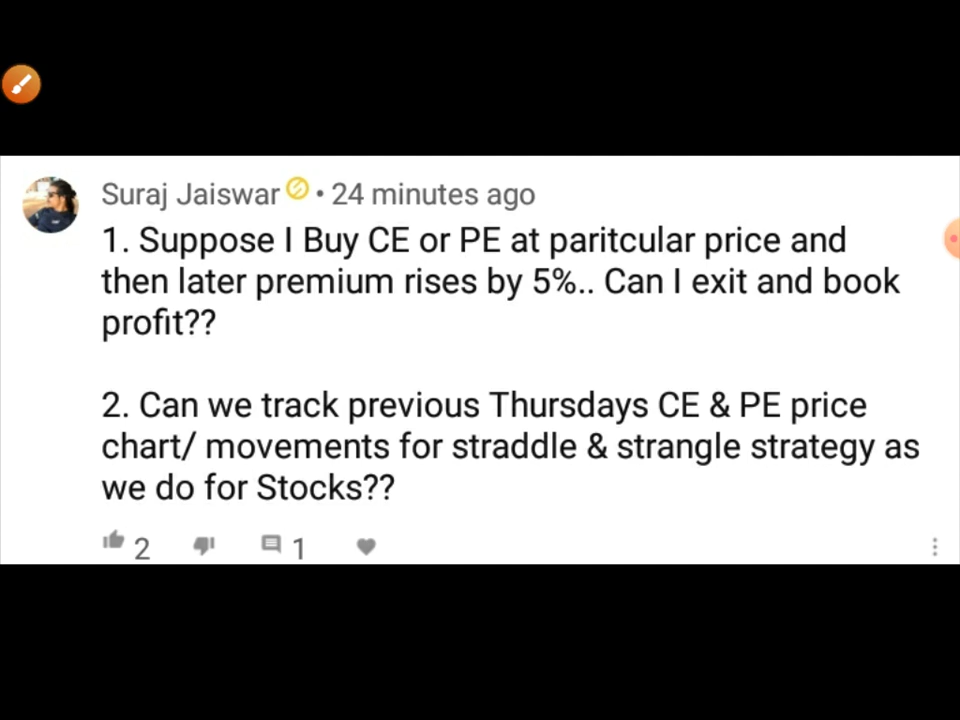 Suraj Jaiswar • 24 minutes ago
1. Suppose I Buy CE or PE at paritcular price and
then later premium rises by 5%.. Can I exit and book
profit??
2. Can we track previous Thursdays CE & PE price
chart/ movements for straddle & strangle strategy as
we do for Stocks??
2 1